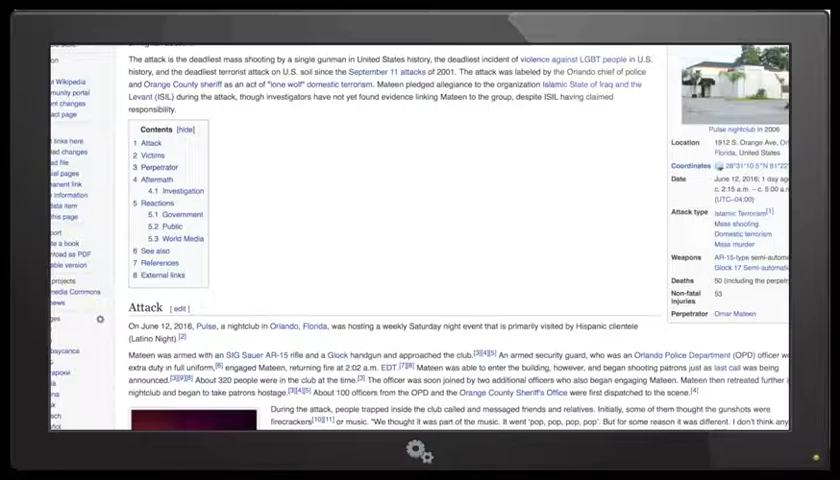 The attack is the deadliest mass shooting by a single gunman in United States history, the deadliest incident of violence against LGBT people in U.S.
history, and the deadliest terrorist attack on U.S. soil since the September 11 attacks of 2001. The attack was labeled by the Orlando chief of police
and Orange County sheriff as an act of "lone wolf" domestic terrorism. Mateen pledged allegiance to the organization Islamic State of Iraq and the
Levant (ISIL) during the attack, though investigators have not yet found evidence linking Mateen to the group, despite ISIL having claimed
responsibility.
Wikipedia
page
links here
ed changes
ad file
ial pages
anent link
information
data item
this page
te a book
nload as PDF
table version
projects
media Commons
news
Contents [hide]
1 Attack
2 Victims
3 Perpetrator
4 Aftermath
4.1 Investigation
5 Reactions
5.1 Government
5.2 Public
5.3 World Media
6 See also
7 References
8 External links
Pulse nightclub in 2006
Location 1912 S. Orange Ave, Or
Florida, United States
Coordinates 28°31′10.5″N 81°22
Date June 12, 2016; 1 day ag
c. 2:15 a.m. – c. 5:00 a
(UTC−04:00)
Attack type Islamic Terrorism[1]
Mass shooting
Domestic terrorism
Mass murder
Weapons AR-15-type semi-autom
Glock 17 Semi-automati
Deaths 50 (including the perpet
Non-fatal injuries 53
Perpetrator Omar Mateen
Attack [edit]
On June 12, 2016, Pulse, a nightclub in Orlando, Florida, was hosting a weekly Saturday night event that is primarily visited by Hispanic clientele
(Latino Night).[2]
Mateen was armed with an SIG Sauer AR-15 rifle and a Glock handgun and approached the club.[3][4][5] An armed security guard, who was an Orlando Police Department (OPD) officer w
extra duty in full uniform,[6] engaged Mateen, returning fire at 2:02 a.m. EDT.[7][8] Mateen was able to enter the building, however, and began shooting patrons just as last call was being
announced.[3][9][8] About 320 people were in the club at the time.[3] The officer was soon joined by two additional officers who also began engaging Mateen. Mateen then retreated further i
nightclub and began to take patrons hostage.[3][4][5] About 100 officers from the OPD and the Orange County Sheriff's Office were first dispatched to the scene.[4]
During the attack, people trapped inside the club called and messaged friends and relatives. Initially, some of them thought the gunshots were
firecrackers[10][11] or music. "We thought it was part of the music. It went 'pop, pop, pop, pop'. But for some reason it was different. I don't think any